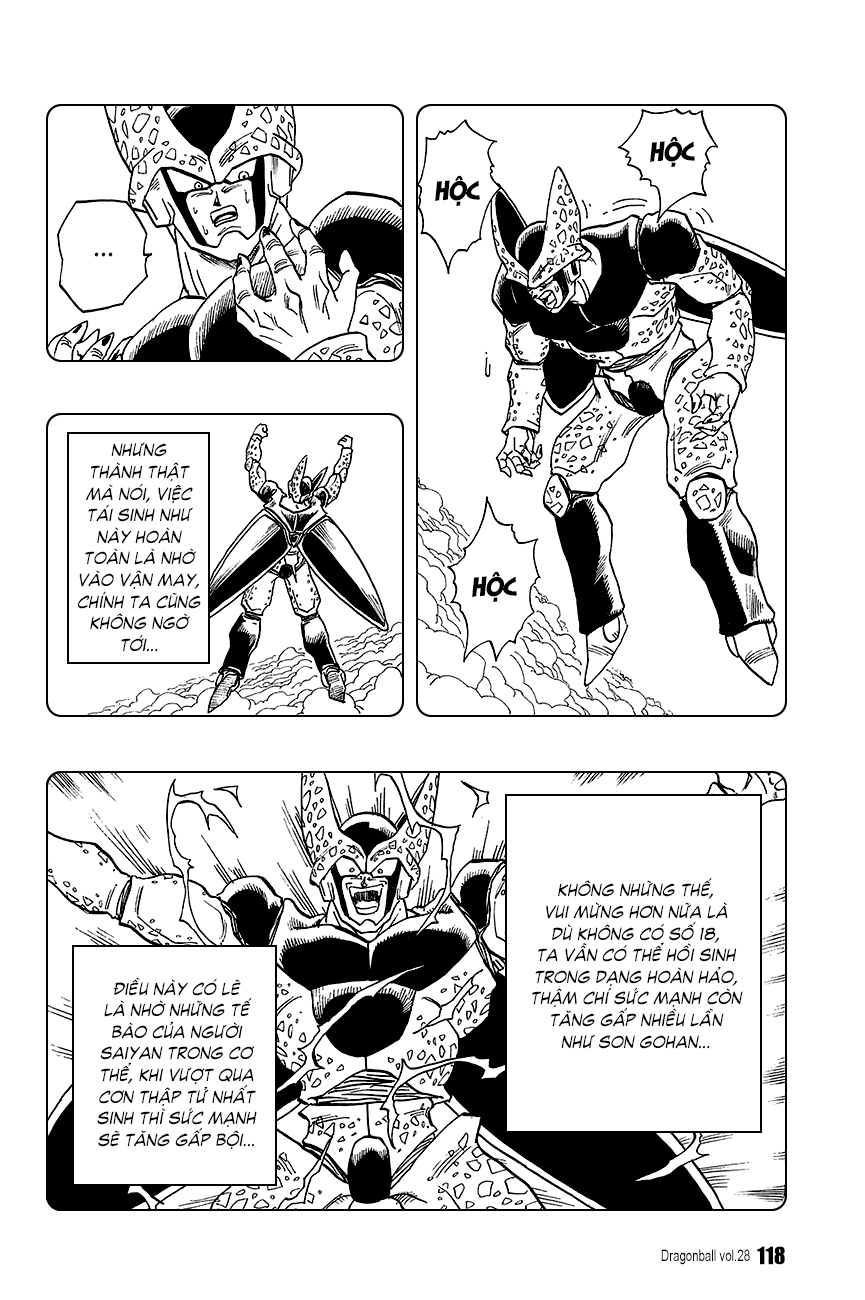 HỘC
HỘC
HỘC
...
NHƯNG
THÀNH THẬT
MÀ NÓI, VIỆC
TÁI SINH NHƯ
NÀY HOÀN
TOÀN LÀ NHỜ
VÀO VẬN MAY,
CHÍNH TA CŨNG
KHÔNG NGỜ
TỚI...
KHÔNG NHỮNG THẾ,
VUI MỪNG HƠN NỮA LÀ
DÙ KHÔNG CÓ SỐ 18,
TA VẪN CÓ THỂ HỒI SINH
TRONG DẠNG HOÀN HẢO,
THẬM CHÍ SỨC MẠNH CÒN
TĂNG GẤP NHIỀU LẦN
NHƯ SON GOHAN...
ĐIỀU NÀY CÓ LẼ
LÀ NHỜ NHỮNG TẾ
BÀO CỦA NGƯỜI
SAIYAN TRONG CƠ
THỂ, KHI VƯỢT QUA
CƠN THẬP TỬ NHẤT
SINH THÌ SỨC MẠNH
SẼ TĂNG GẤP BỘI...
Dragonball vol.28 118